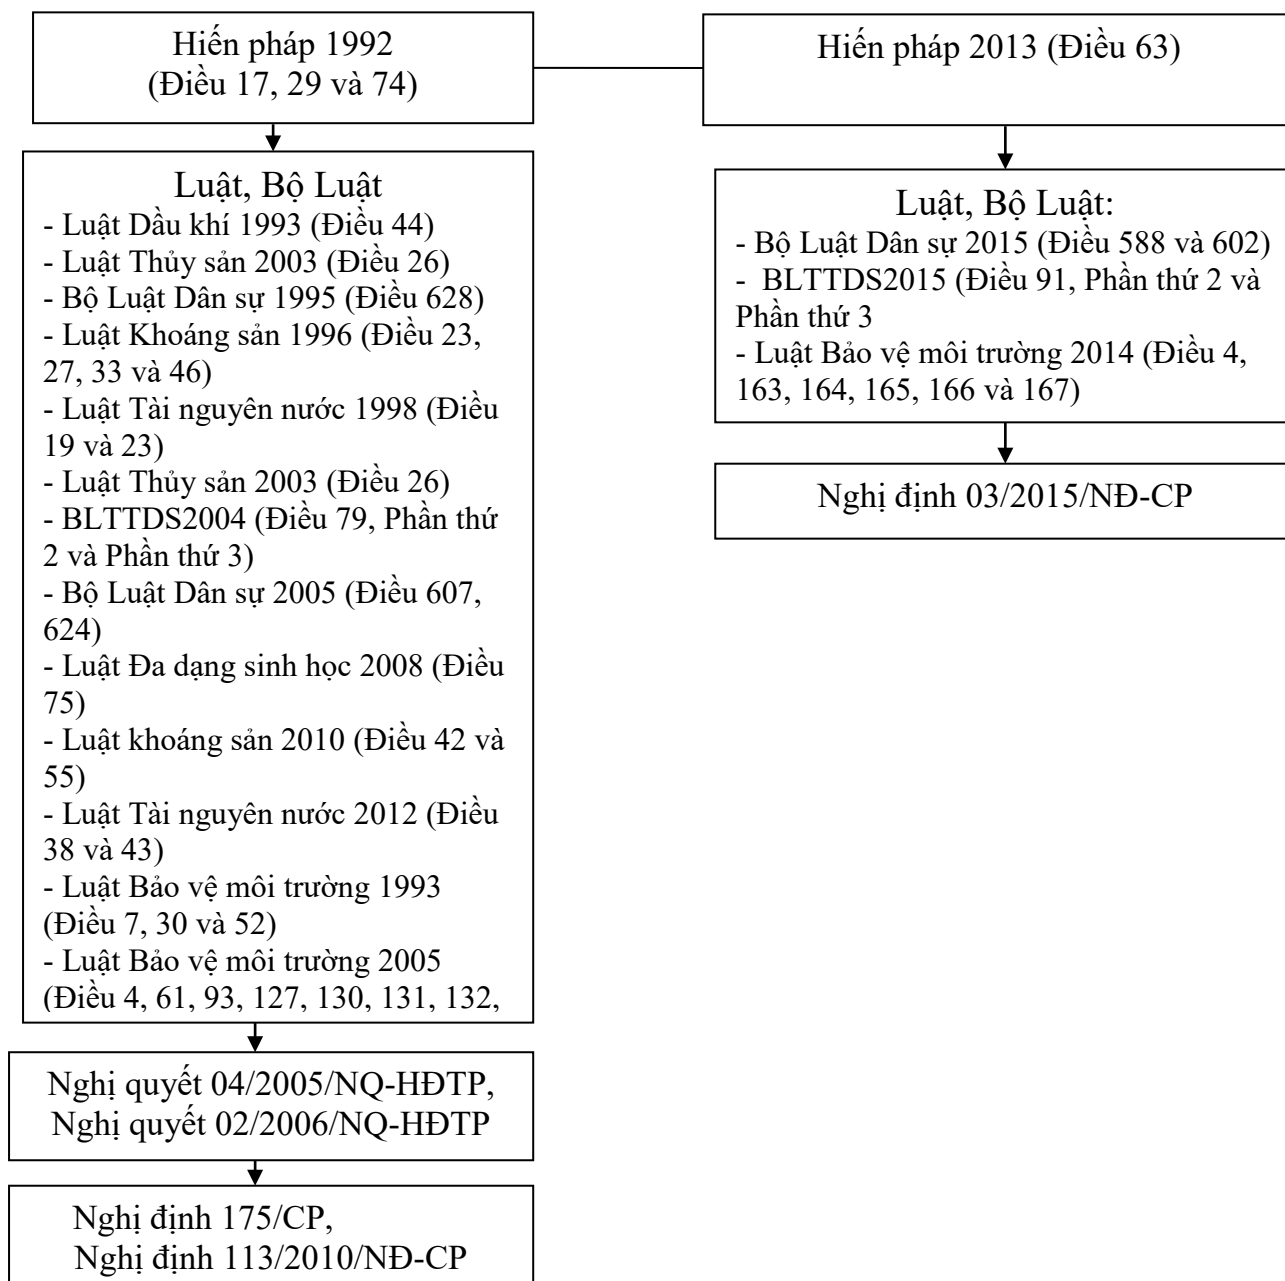 Hiến pháp 1992
(Điều 17, 29 và 74)
Hiến pháp 2013 (Điều 63)
Luật, Bộ Luật
- Luật Dầu khí 1993 (Điều 44)
- Luật Thủy sản 2003 (Điều 26)
- Bộ Luật Dân sự 1995 (Điều 628)
- Luật Khoáng sản 1996 (Điều 23,
27, 33 và 46)
- Luật Tài nguyên nước 1998 (Điều
19 và 23)
- Luật Thủy sản 2003 (Điều 26)
- BLTTDS2004 (Điều 79, Phần thứ
2 và Phần thứ 3)
- Bộ Luật Dân sự 2005 (Điều 607,
624)
- Luật Đa dạng sinh học 2008 (Điều
75)
- Luật khoáng sản 2010 (Điều 42 và
55)
- Luật Tài nguyên nước 2012 (Điều
38 và 43)
- Luật Bảo vệ môi trường 1993
(Điều 7, 30 và 52)
- Luật Bảo vệ môi trường 2005
(Điều 4, 61, 93, 127, 130, 131, 132,
Luật, Bộ Luật:
- Bộ Luật Dân sự 2015 (Điều 588 và 602)
- BLTTDS2015 (Điều 91, Phần thứ 2 và
Phần thứ 3
- Luật Bảo vệ môi trường 2014 (Điều 4,
163, 164, 165, 166 và 167)
Nghị định 03/2015/NĐ-CP
Nghị quyết 04/2005/NQ-HĐTP,
Nghị quyết 02/2006/NQ-HĐTP
Nghị định 175/CP,
Nghị định 113/2010/NĐ-CP